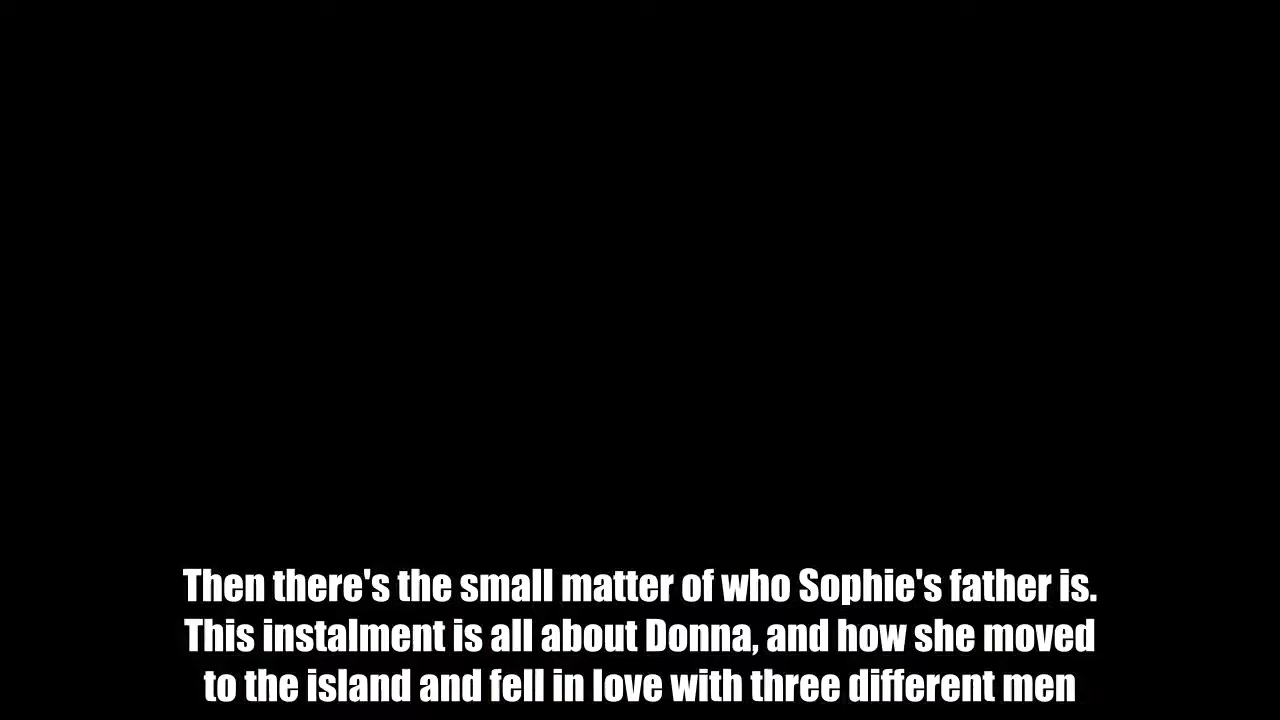 Then there's the small matter of who Sophie's father is.
This instalment is all about Donna, and how she moved
to the island and fell in love with three different men